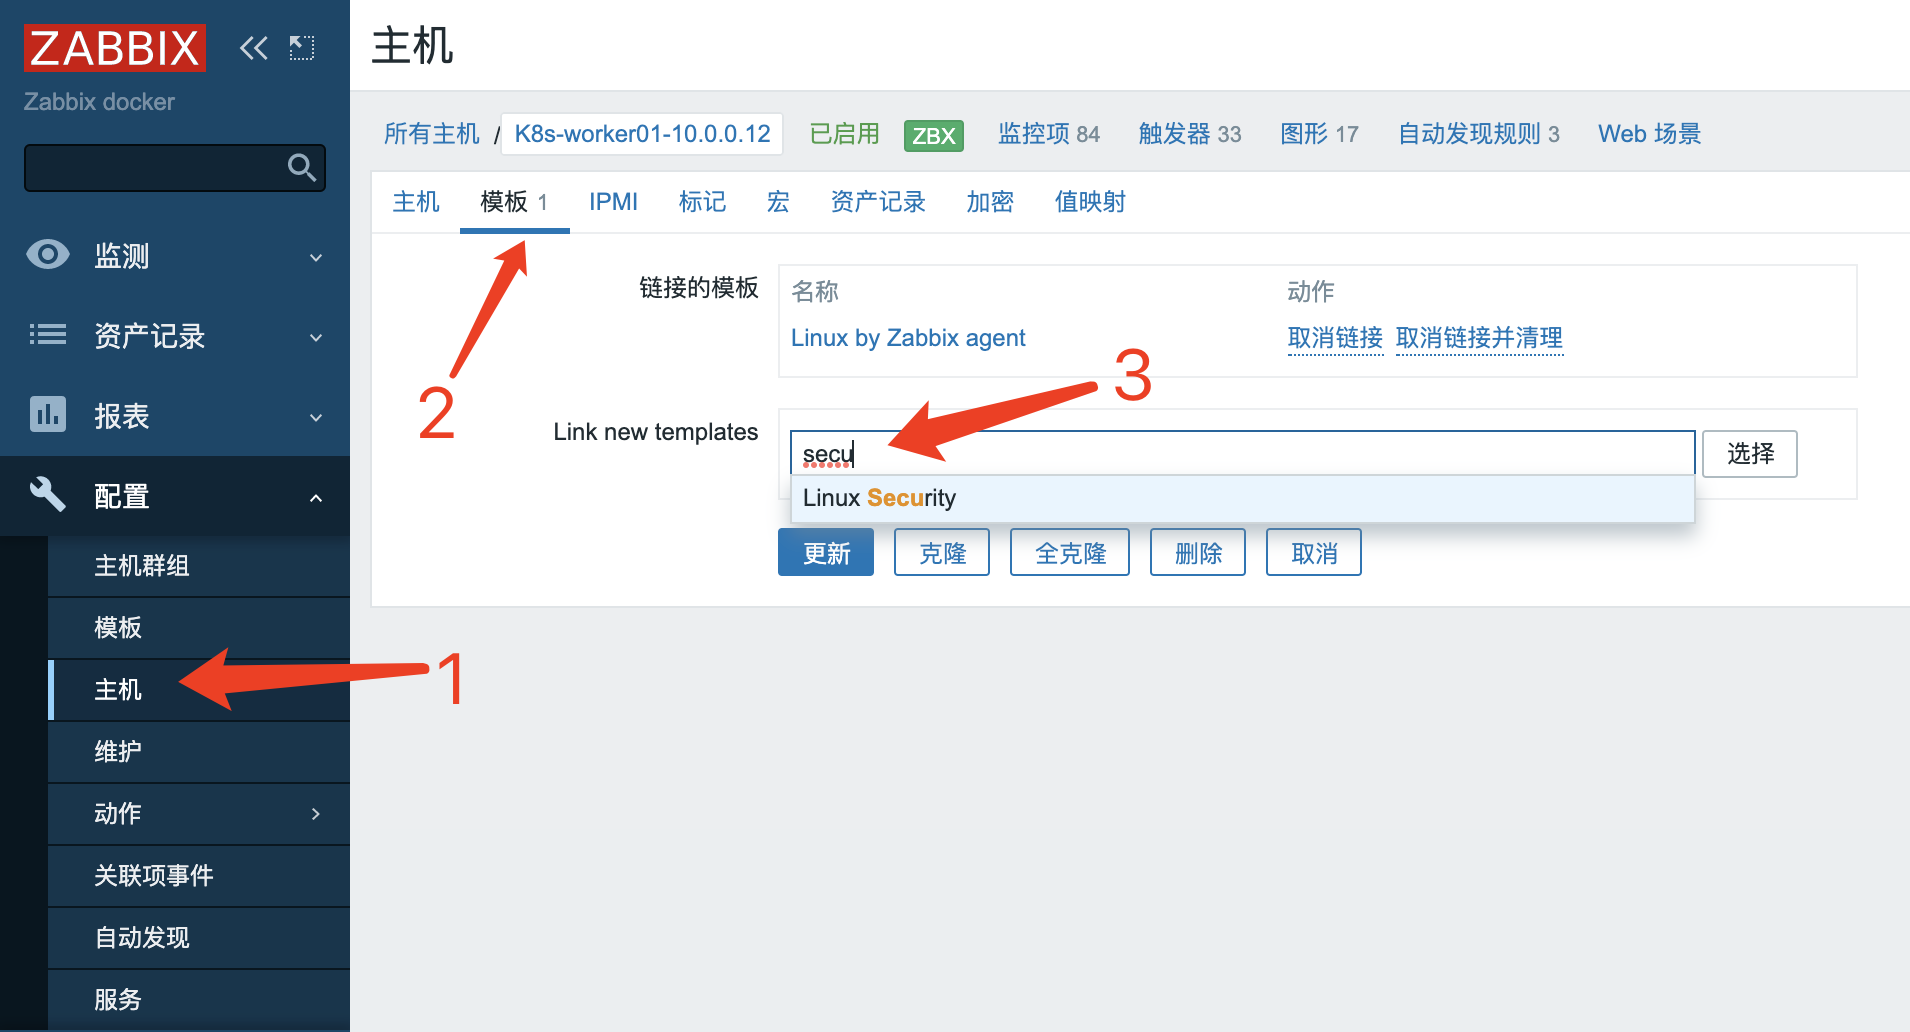 ZABBIX
Zabbix docker
监测
资产记录
报表
配置
主机群组
模板
主机
维护
动作
关联项事件
自动发现
服务
主机
所有主机 / K8s-worker01-10.0.0.12 已启用 ZBX 监控项 84 触发器 33 图形 17 自动发现规则 3 Web 场景
主机 模板 1 IPMI 标记 宏 资产记录 加密 值映射
链接的模板 名称 动作
Linux by Zabbix agent 取消链接 取消链接并清理
Link new templates secu 选择
Linux Security
更新 克隆 全克隆 删除 取消
1
2
3